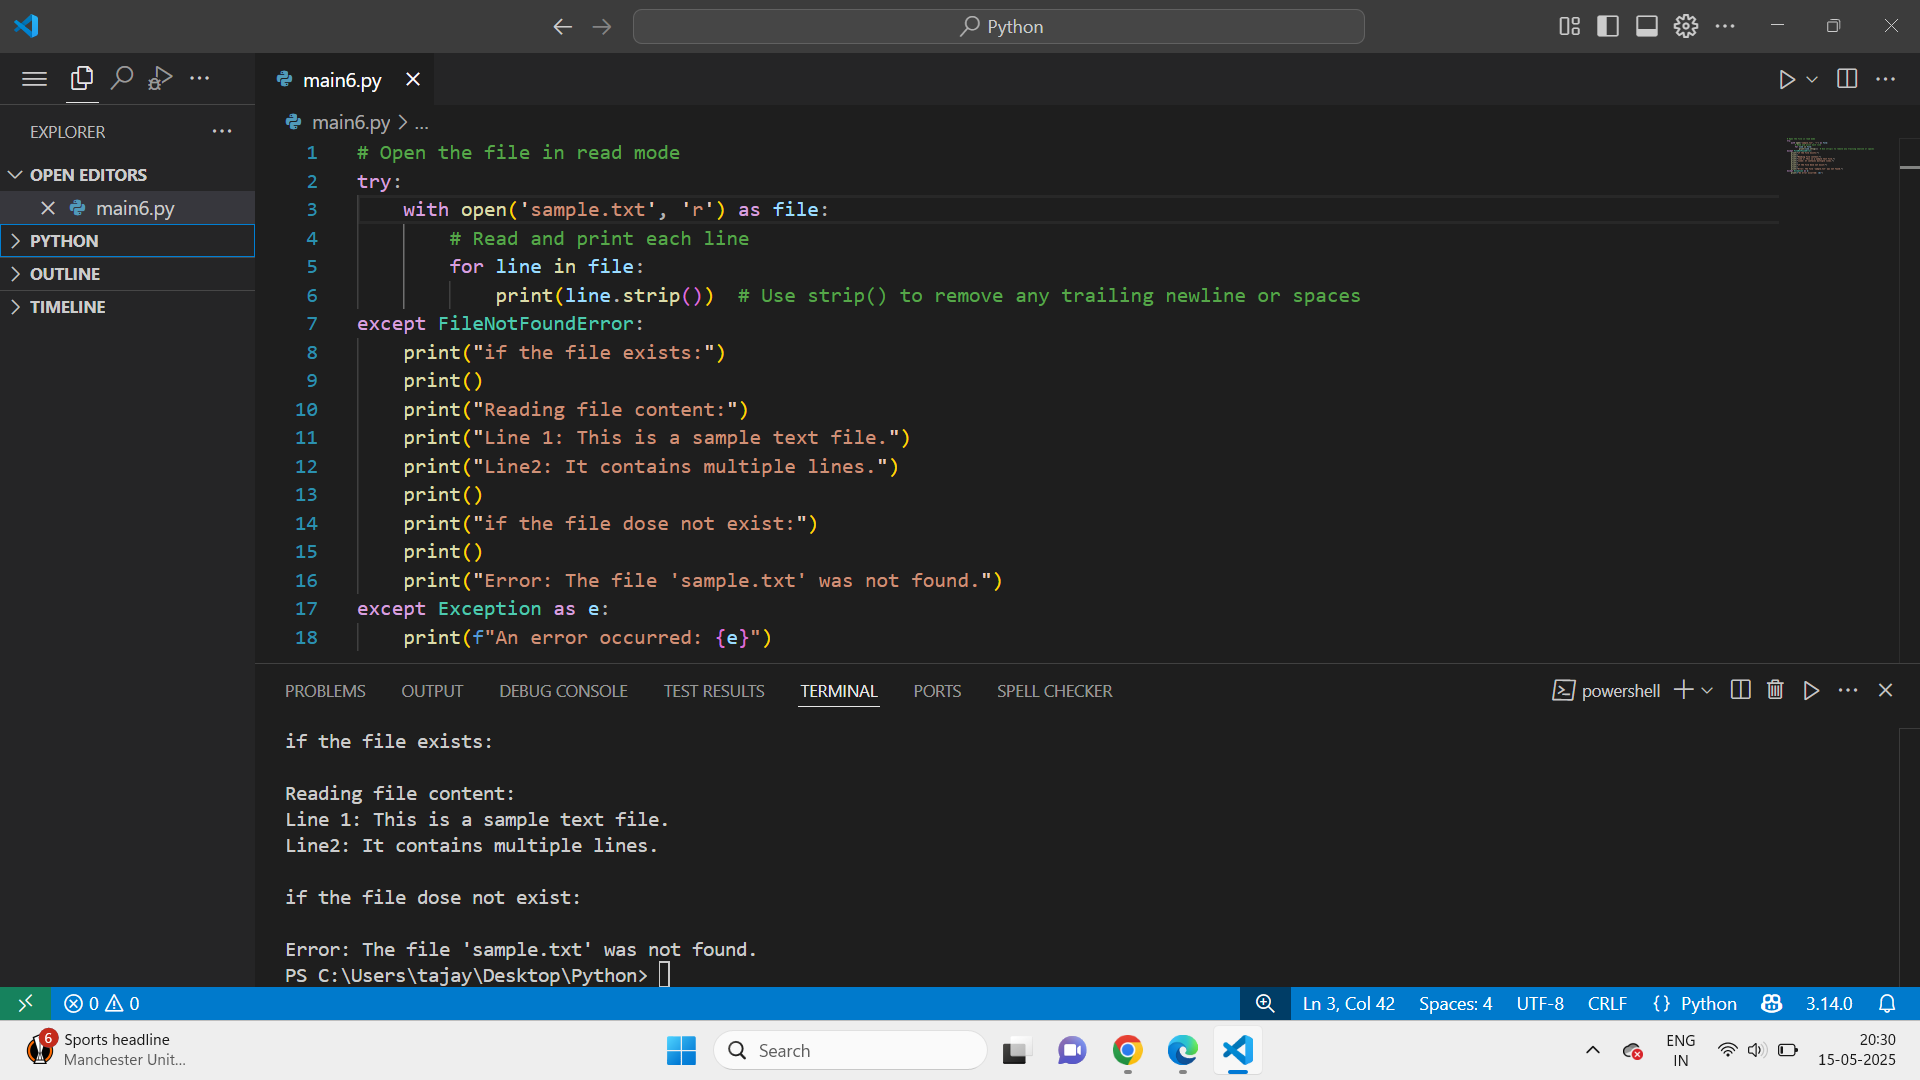 Python
main6.py
EXPLORER
OPEN EDITORS
main6.py
PYTHON
OUTLINE
TIMELINE
main6.py > ...
1 # Open the file in read mode
2 try:
3 with open('sample.txt', 'r') as file:
4 # Read and print each line
5 for line in file:
6 print(line.strip())  # Use strip() to remove any trailing newline or spaces
7 except FileNotFoundError:
8 print("if the file exists:")
9 print()
10 print("Reading file content:")
11 print("Line 1: This is a sample text file.")
12 print("Line2: It contains multiple lines.")
13 print()
14 print("if the file dose not exist:")
15 print()
16 print("Error: The file 'sample.txt' was not found.")
17 except Exception as e:
18 print(f"An error occurred: {e}")
PROBLEMS OUTPUT DEBUG CONSOLE TEST RESULTS TERMINAL PORTS SPELL CHECKER powershell
if the file exists:
Reading file content:
Line 1: This is a sample text file.
Line2: It contains multiple lines.
if the file dose not exist:
Error: The file 'sample.txt' was not found.
PS C:\Users\tajay\Desktop\Python>
0 0 Ln 3, Col 42 Spaces: 4 UTF-8 CRLF {} Python 3.14.0
6
Sports headline
Manchester Unit...
Search
ENG
IN
20:30
15-05-2025